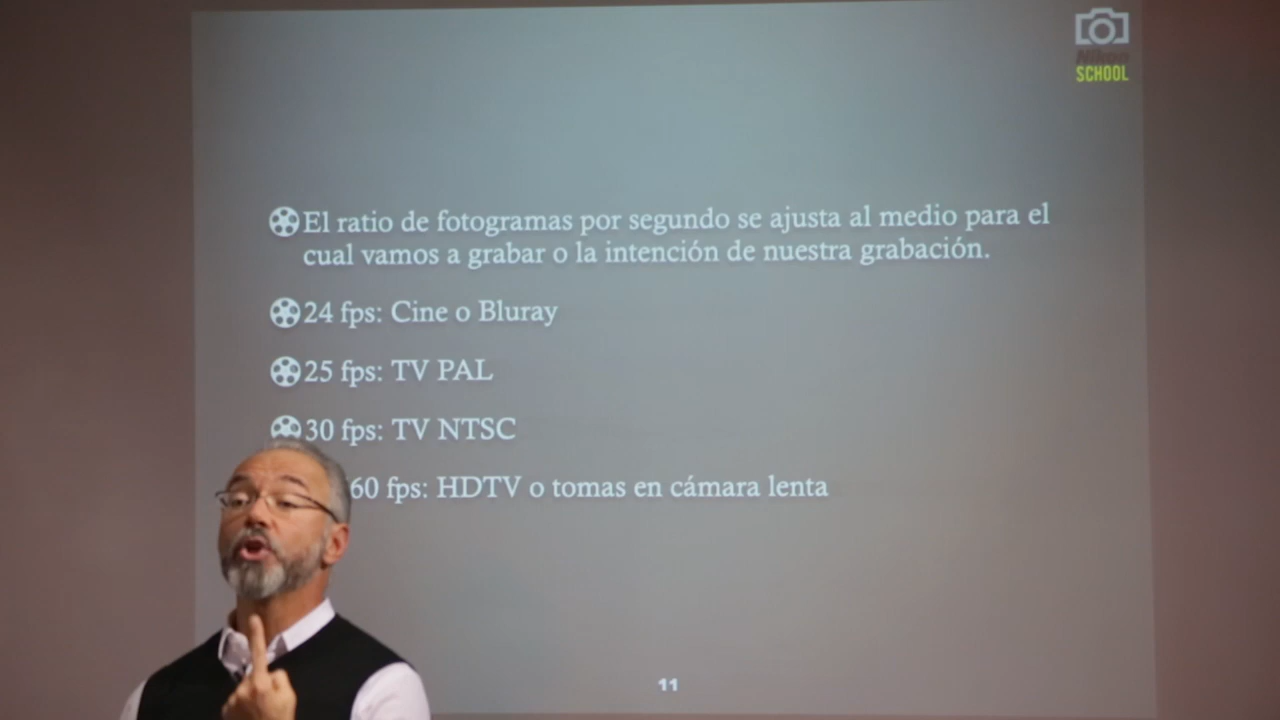 SCHOOL
El ratio de fotogramas por segundo se ajusta al medio para el
cual vamos a grabar o la intención de nuestra grabación.
24 fps: Cine o Bluray
25 fps: TV PAL
30 fps: TV NTSC
60 fps: HDTV o tomas en cámara lenta
11